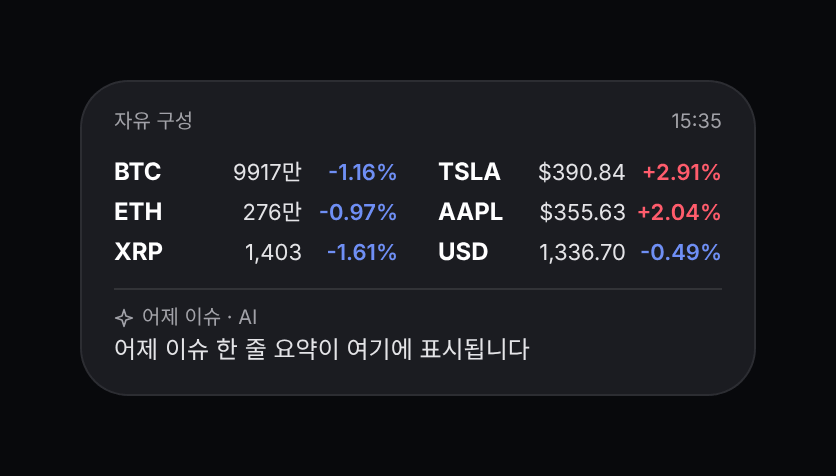 자유 구성 15:35
BTC 9917만 -1.16% TSLA $390.84 +2.91%
ETH 276만 -0.97% AAPL $355.63 +2.04%
XRP 1,403 -1.61% USD 1,336.70 -0.49%
어제 이슈 · AI
어제 이슈 한 줄 요약이 여기에 표시됩니다